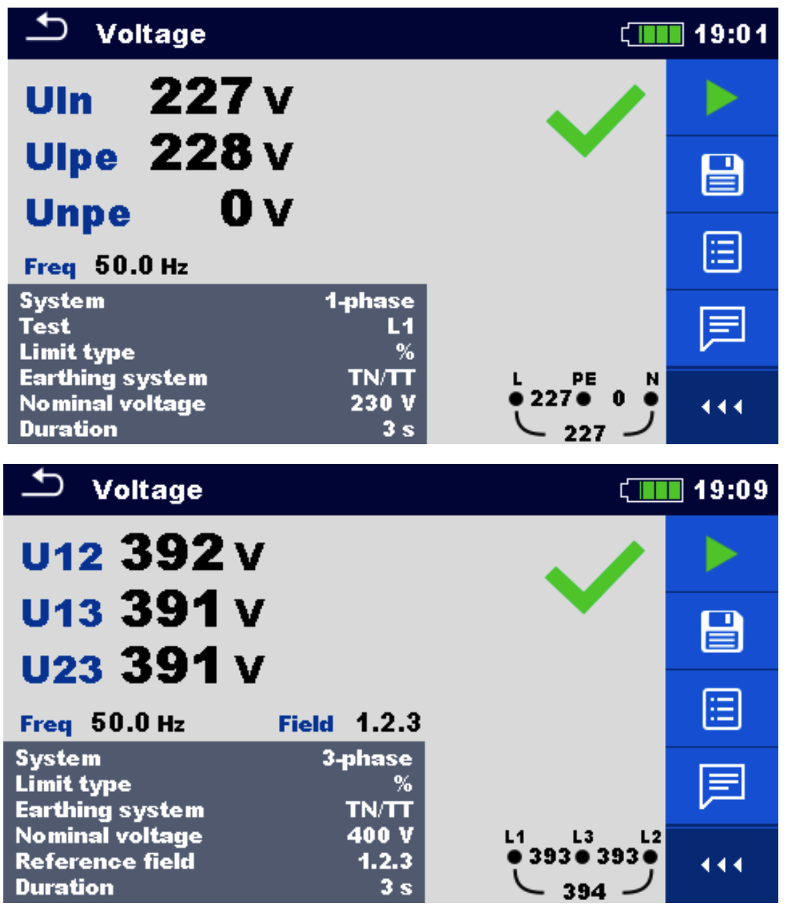 Voltage 19:01
Uln 227 V
Ulpe 228 V
Unpe 0 V
Freq 50.0 Hz
System 1-phase
Test L1
Limit type %
Earthing system TN/TT
Nominal voltage 230 V
Duration 3 s
L PE N
227 0
227
Voltage 19:09
U12 392 V
U13 391 V
U23 391 V
Freq 50.0 Hz Field 1.2.3
System 3-phase
Limit type %
Earthing system TN/TT
Nominal voltage 400 V
Reference field 1.2.3
Duration 3 s
L1 L3 L2
393 393
394